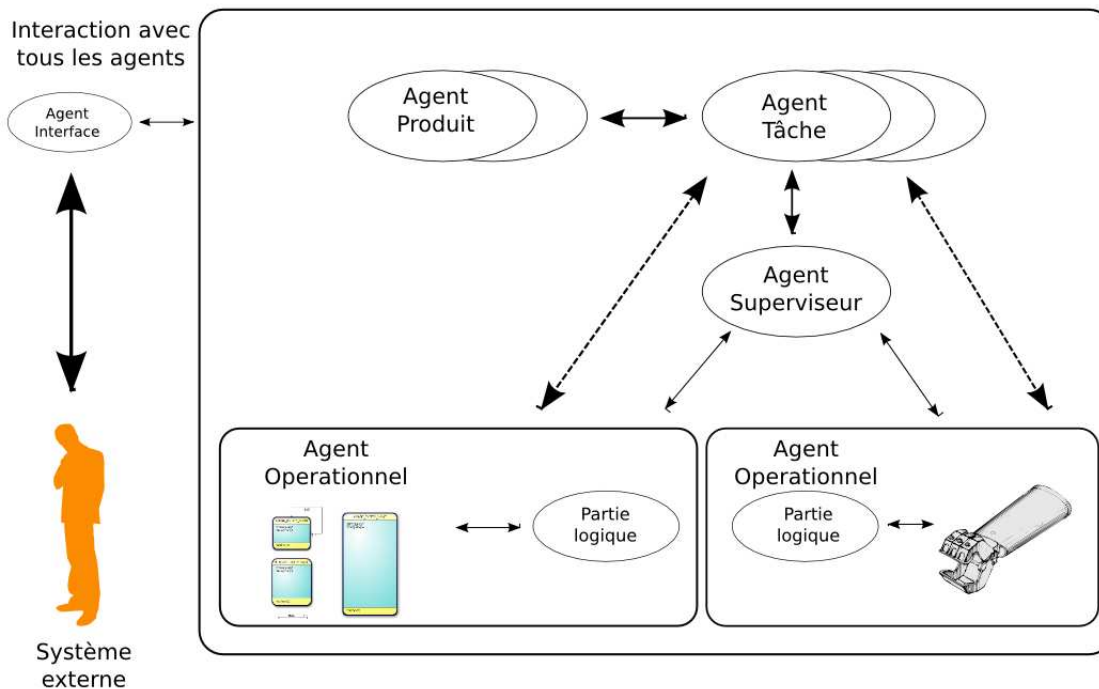 Interaction avec
tous les agents
Agent
Interface
Agent
Produit
Agent
Tâche
Agent
Superviseur
Agent
Operationnel
Partie
logique
Agent
Operationnel
Partie
logique
Système
externe